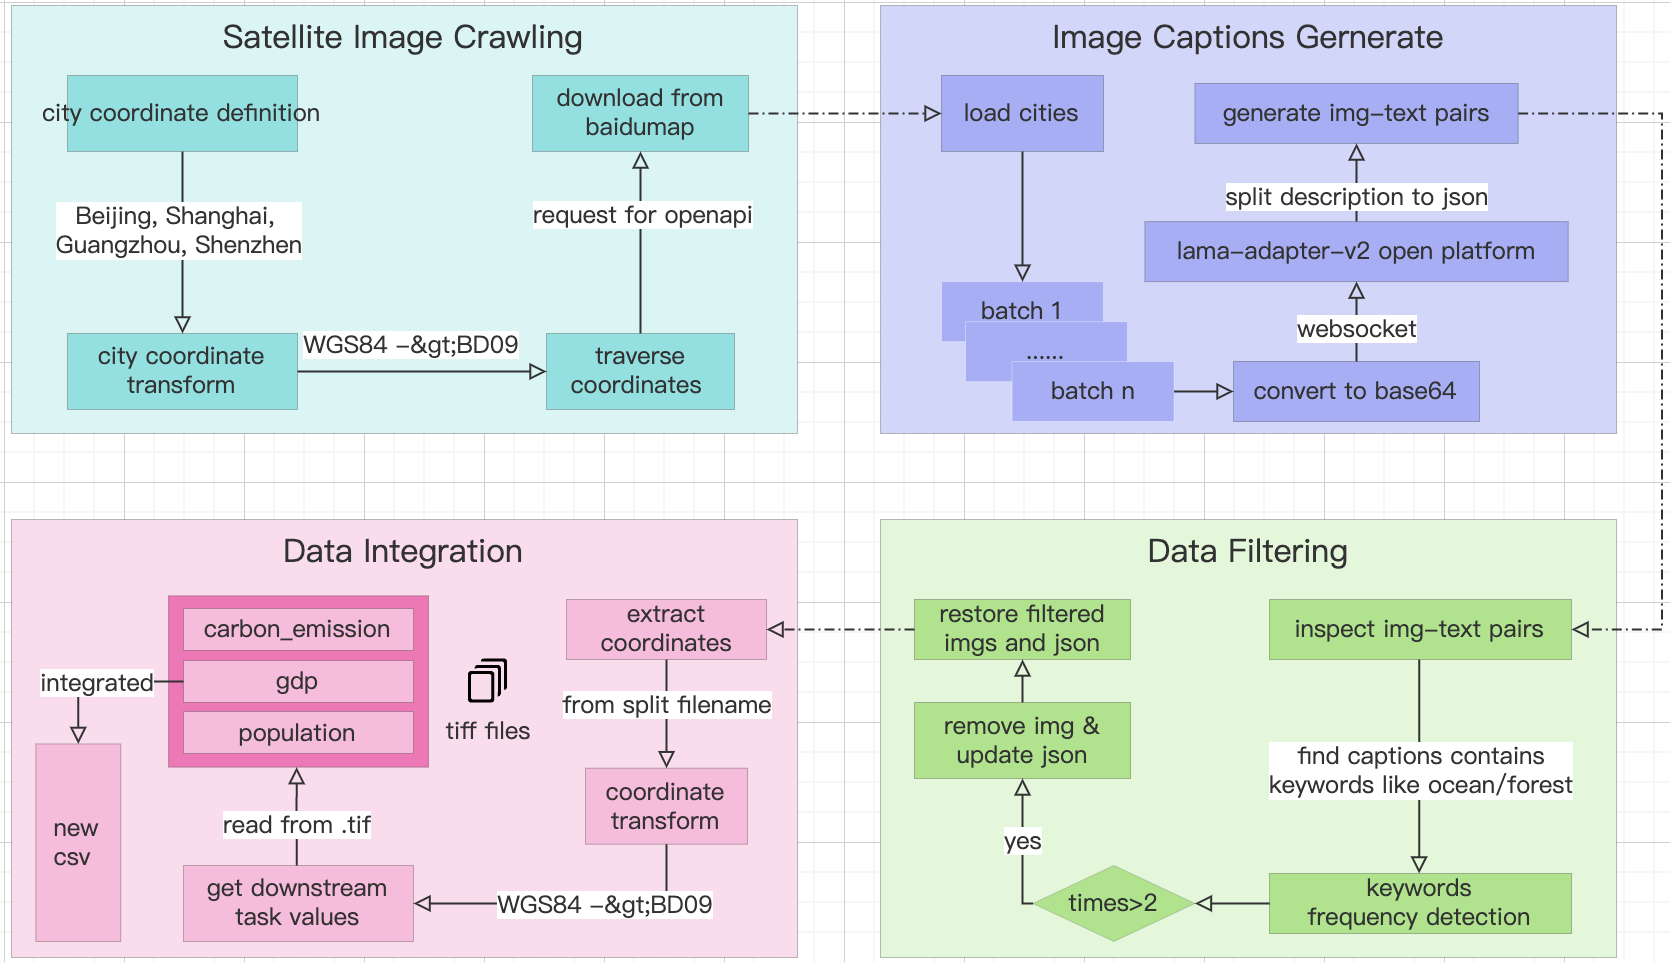 Satellite Image Crawling
city coordinate definition
Beijing, Shanghai,
Guangzhou, Shenzhen
city coordinate
transform
WGS84 -&gt;BD09
traverse
coordinates
request for openapi
download from
baidumap
Image Captions Gernerate
load cities
batch 1
......
batch n
convert to base64
websocket
lama-adapter-v2 open platform
split description to json
generate img-text pairs
Data Filtering
inspect img-text pairs
find captions contains
keywords like ocean/forest
keywords
frequency detection
times>2
yes
remove img &
update json
restore filtered
imgs and json
Data Integration
extract
coordinates
from split filename
coordinate
transform
WGS84 -&gt;BD09
get downstream
task values
read from .tif
carbon_emission
gdp
population
tiff files
integrated
new
csv